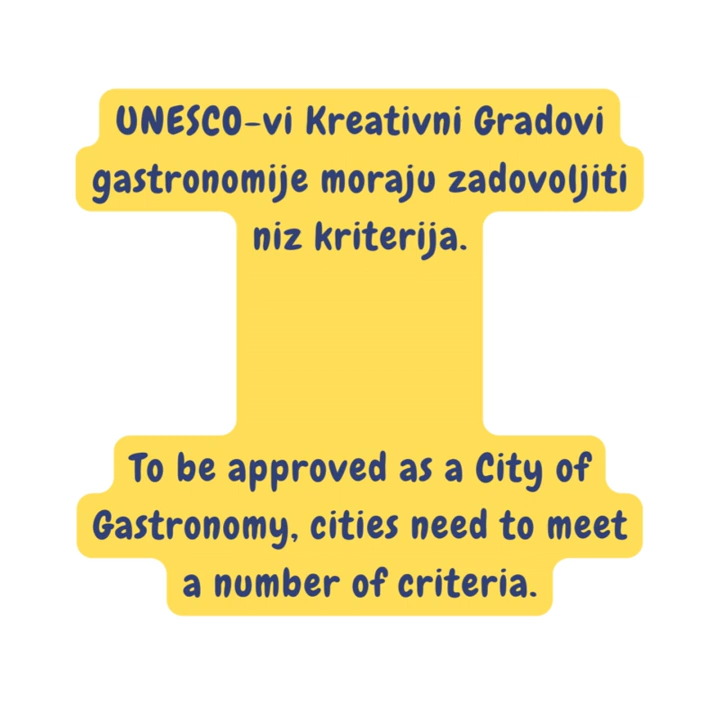 UNESCO-vi Kreativni Gradovi
gastronomije moraju zadovoljiti
niz kriterija.
To be approved as a City of
Gastronomy, cities need to meet
a number of criteria.